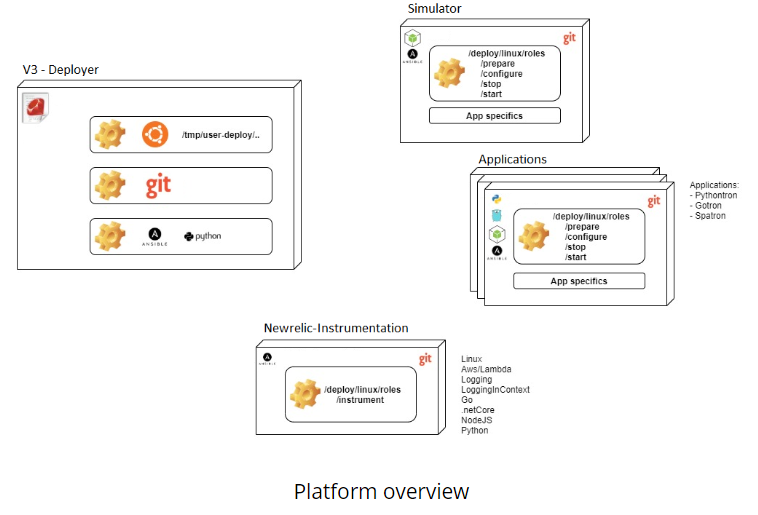 Simulator
git
ANSIBLE
/deploy/linux/roles
/prepare
/configure
/stop
/start
App specifics
V3 - Deployer
/tmp/user-deploy/..
git
ANSIBLE
python
Applications
git
ANSIBLE
/deploy/linux/roles
/prepare
/configure
/stop
/start
App specifics
Applications:
- Pythontron
- Gotron
- Spatron
Newrelic-Instrumentation
ANSIBLE
git
/deploy/linux/roles
/instrument
Linux
Aws/Lambda
Logging
LoggingInContext
Go
.netCore
NodeJS
Python
Platform overview